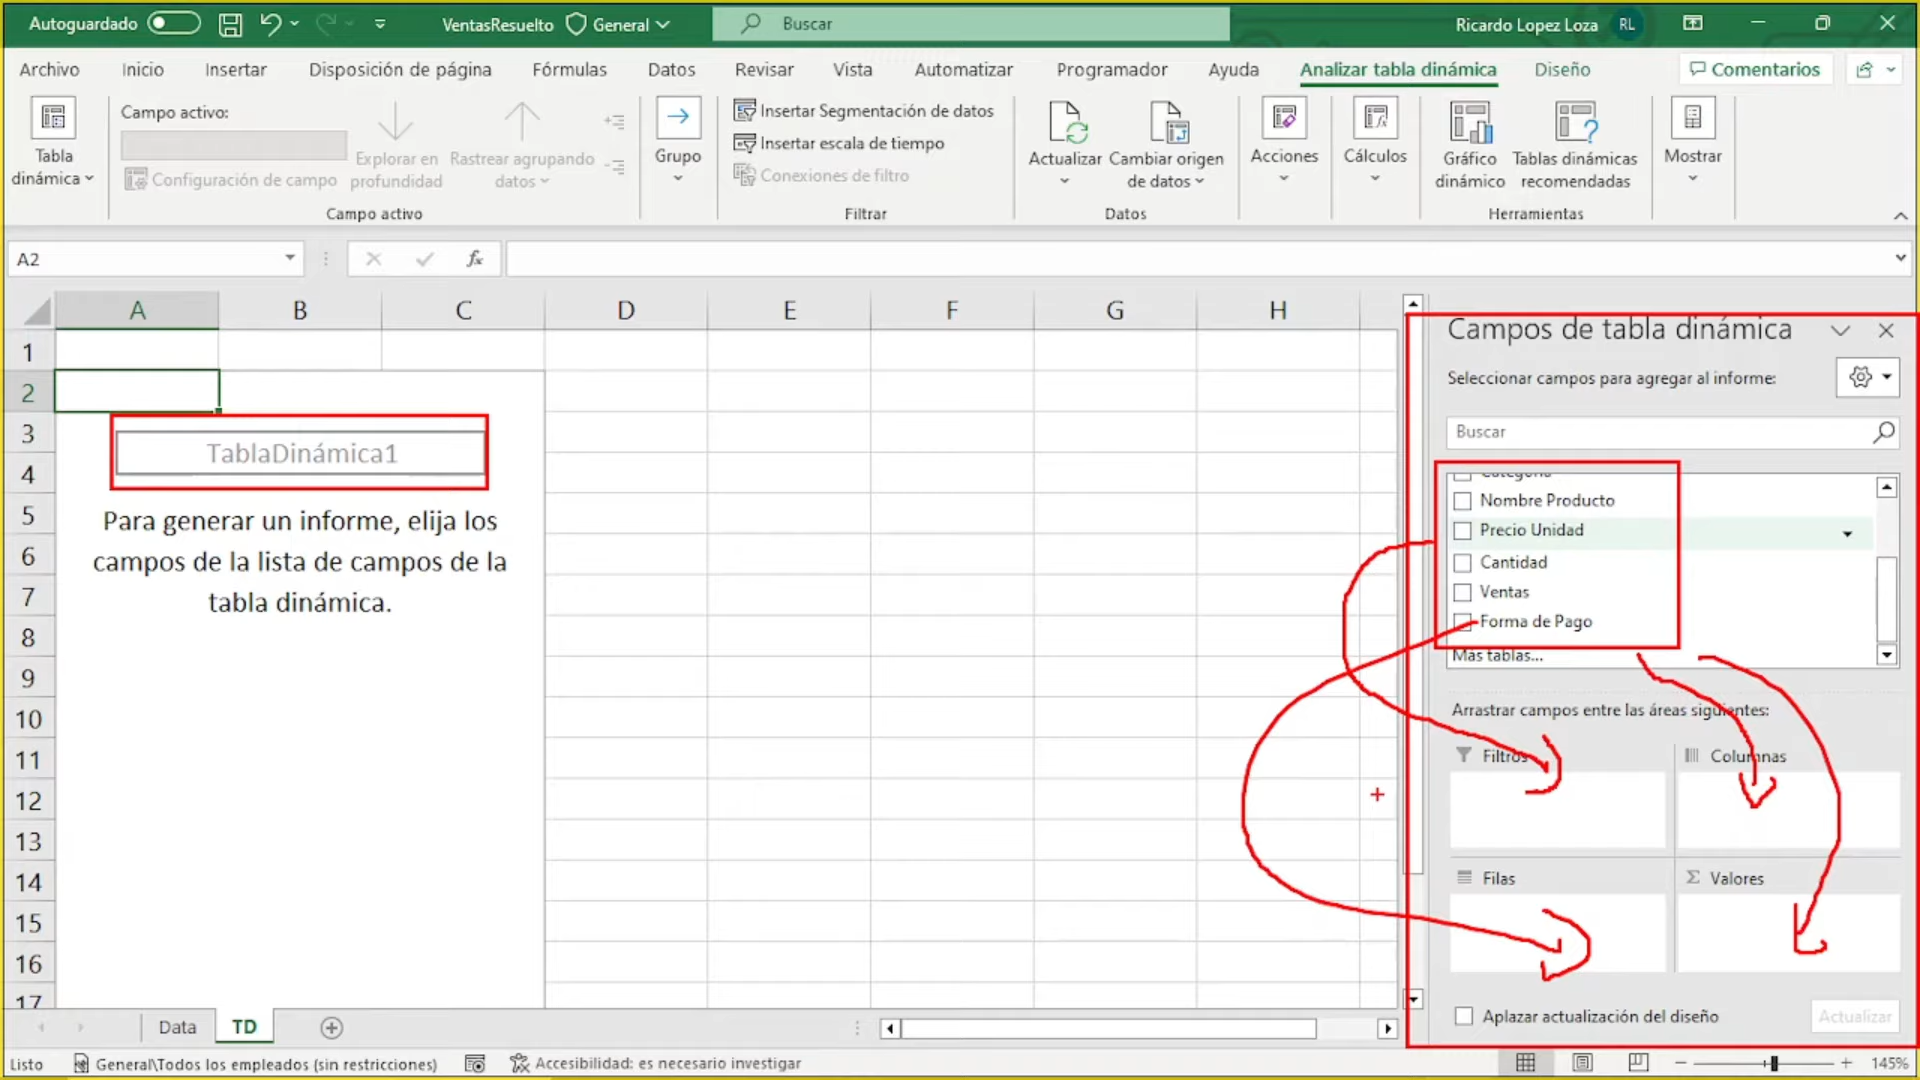 Autoguardado
VentasResuelto
General
Buscar
Ricardo Lopez Loza
RL
Archivo
Inicio
Insertar
Disposición de página
Fórmulas
Datos
Revisar
Vista
Automatizar
Programador
Ayuda
Analizar tabla dinámica
Diseño
Comentarios
Tabla
dinámica
Campo activo:
Configuración de campo
Explorar en
profundidad
Rastrear agrupando
datos
Campo activo
Grupo
Insertar Segmentación de datos
Insertar escala de tiempo
Conexiones de filtro
Filtrar
Actualizar
Cambiar origen
de datos
Datos
Acciones
Cálculos
Gráfico
dinámico
Tablas dinámicas
recomendadas
Herramientas
Mostrar
A2
fx
A B C D E F G H
1
2
3
4
5
6
7
8
9
10
11
12
13
14
15
16
17
TablaDinámica1
Para generar un informe, elija los
campos de la lista de campos de la
tabla dinámica.
Campos de tabla dinámica
Seleccionar campos para agregar al informe:
Buscar
Categoría
Nombre Producto
Precio Unidad
Cantidad
Ventas
Forma de Pago
Más tablas...
Arrastrar campos entre las áreas siguientes:
Filtros
Columnas
Filas
Σ Valores
Aplazar actualización del diseño
Actualizar
Data
TD
Listo
General\Todos los empleados (sin restricciones)
Accesibilidad: es necesario investigar
145%